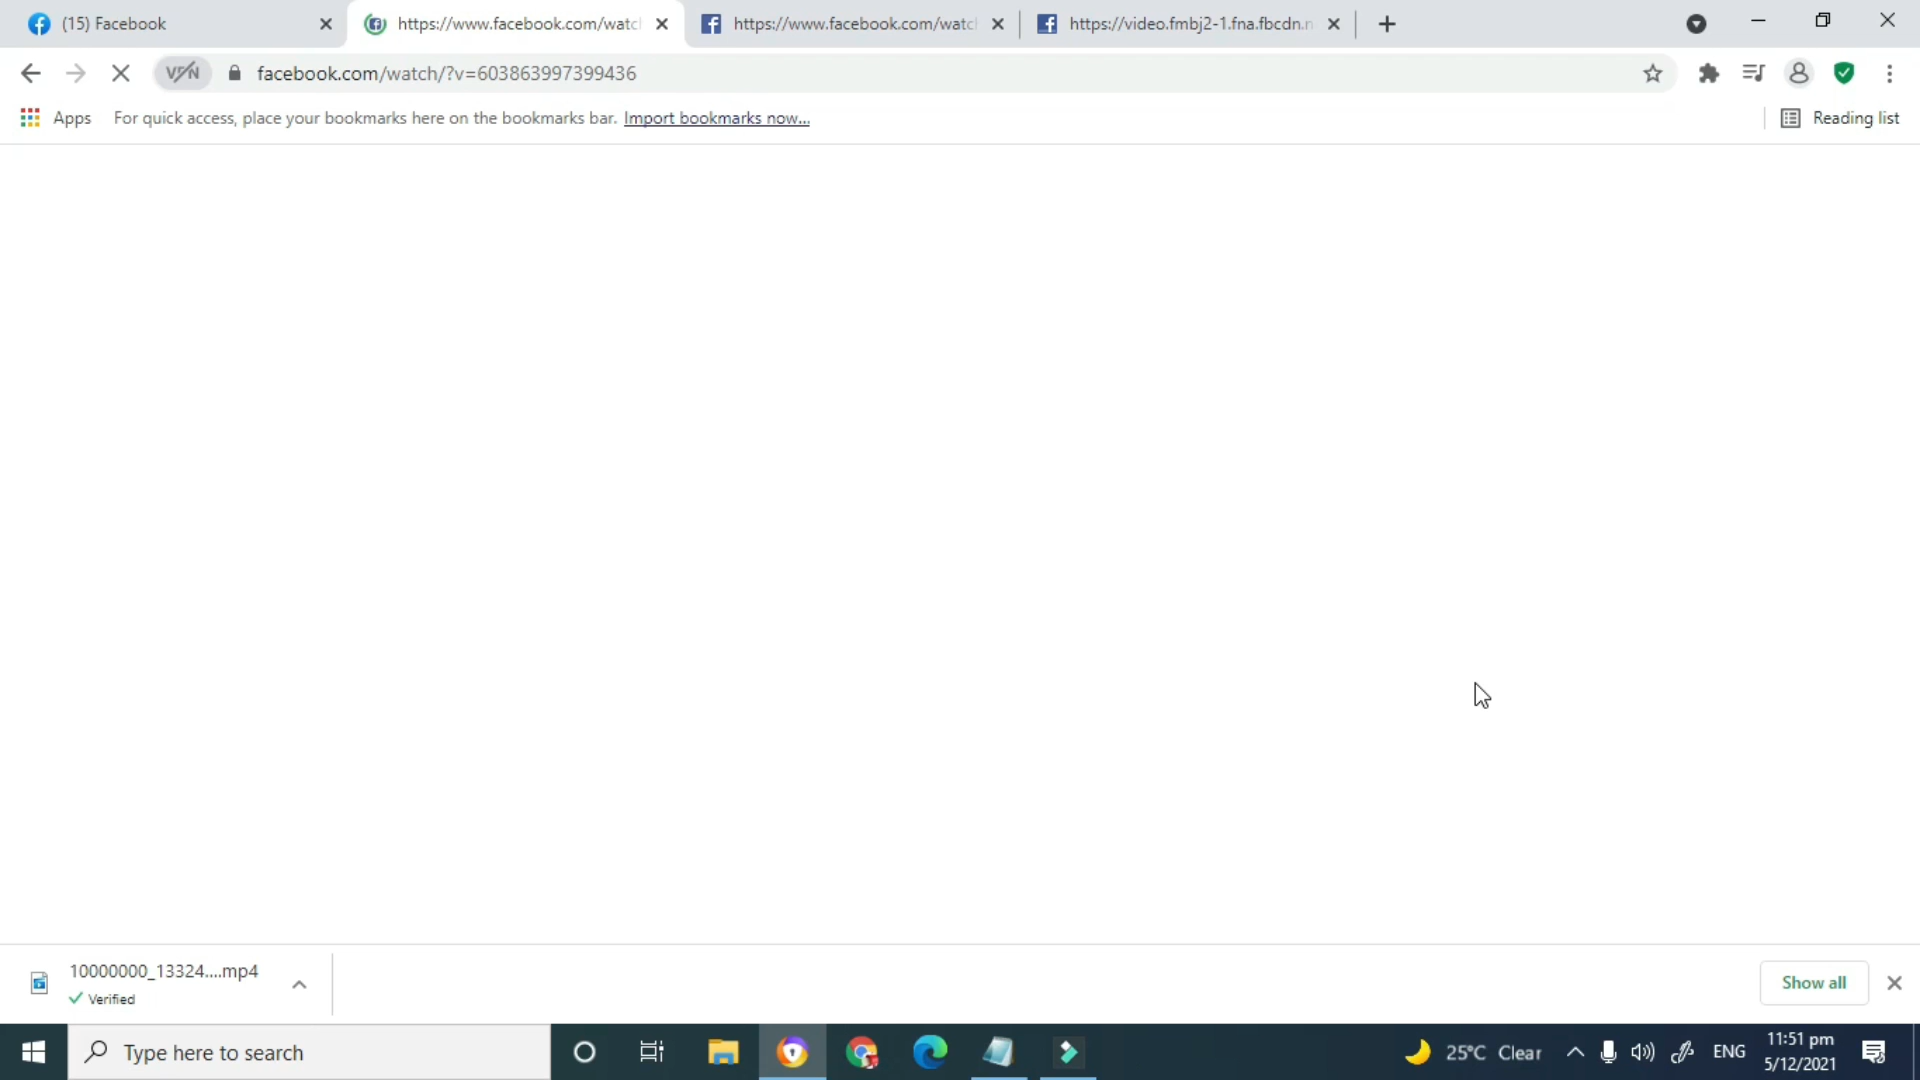 (15) Facebook
https://www.facebook.com/watc
https://www.facebook.com/watc
https://video.fmbj2-1.fna.fbcdn.n
VPN
facebook.com/watch/?v=603863997399436
Apps
For quick access, place your bookmarks here on the bookmarks bar. Import bookmarks now...
Reading list
10000000_13324....mp4
Verified
Show all
Type here to search
25°C Clear
ENG
11:51 pm
5/12/2021